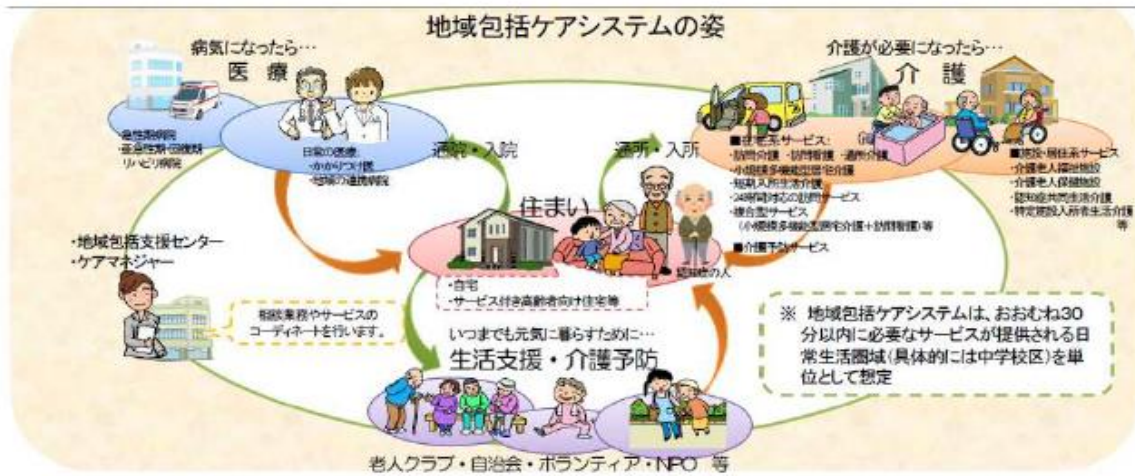 地域包括ケアシステムの姿
病気になったら…
医 療
・急性期病院
・亜急性期・回復期
リハビリ病院
日常の医療:
・かかりつけ医
・地域の連携病院
通院・入院
通所・入所
介護が必要になったら…
介 護
■在宅系サービス:
・訪問介護 ・訪問看護 ・通所介護
・小規模多機能型居宅介護
・短期入所生活介護
・24時間対応の訪問サービス
・複合型サービス
(小規模多機能型居宅介護+訪問看護)等
■介護予防サービス
■施設・居住系サービス
・介護老人福祉施設
・介護老人保健施設
・認知症共同生活介護
・特定施設入所者生活介護
等
住まい
認知症の人
・自宅
・サービス付き高齢者向け住宅等
・地域包括支援センター
・ケアマネジャー
相談業務やサービスの
コーディネートを行います。
いつまでも元気に暮らすために…
生活支援・介護予防
老人クラブ・自治会・ボランティア・NPO 等
※ 地域包括ケアシステムは、おおむね30
分以内に必要なサービスが提供される日
常生活圏域(具体的には中学校区)を単
位として想定